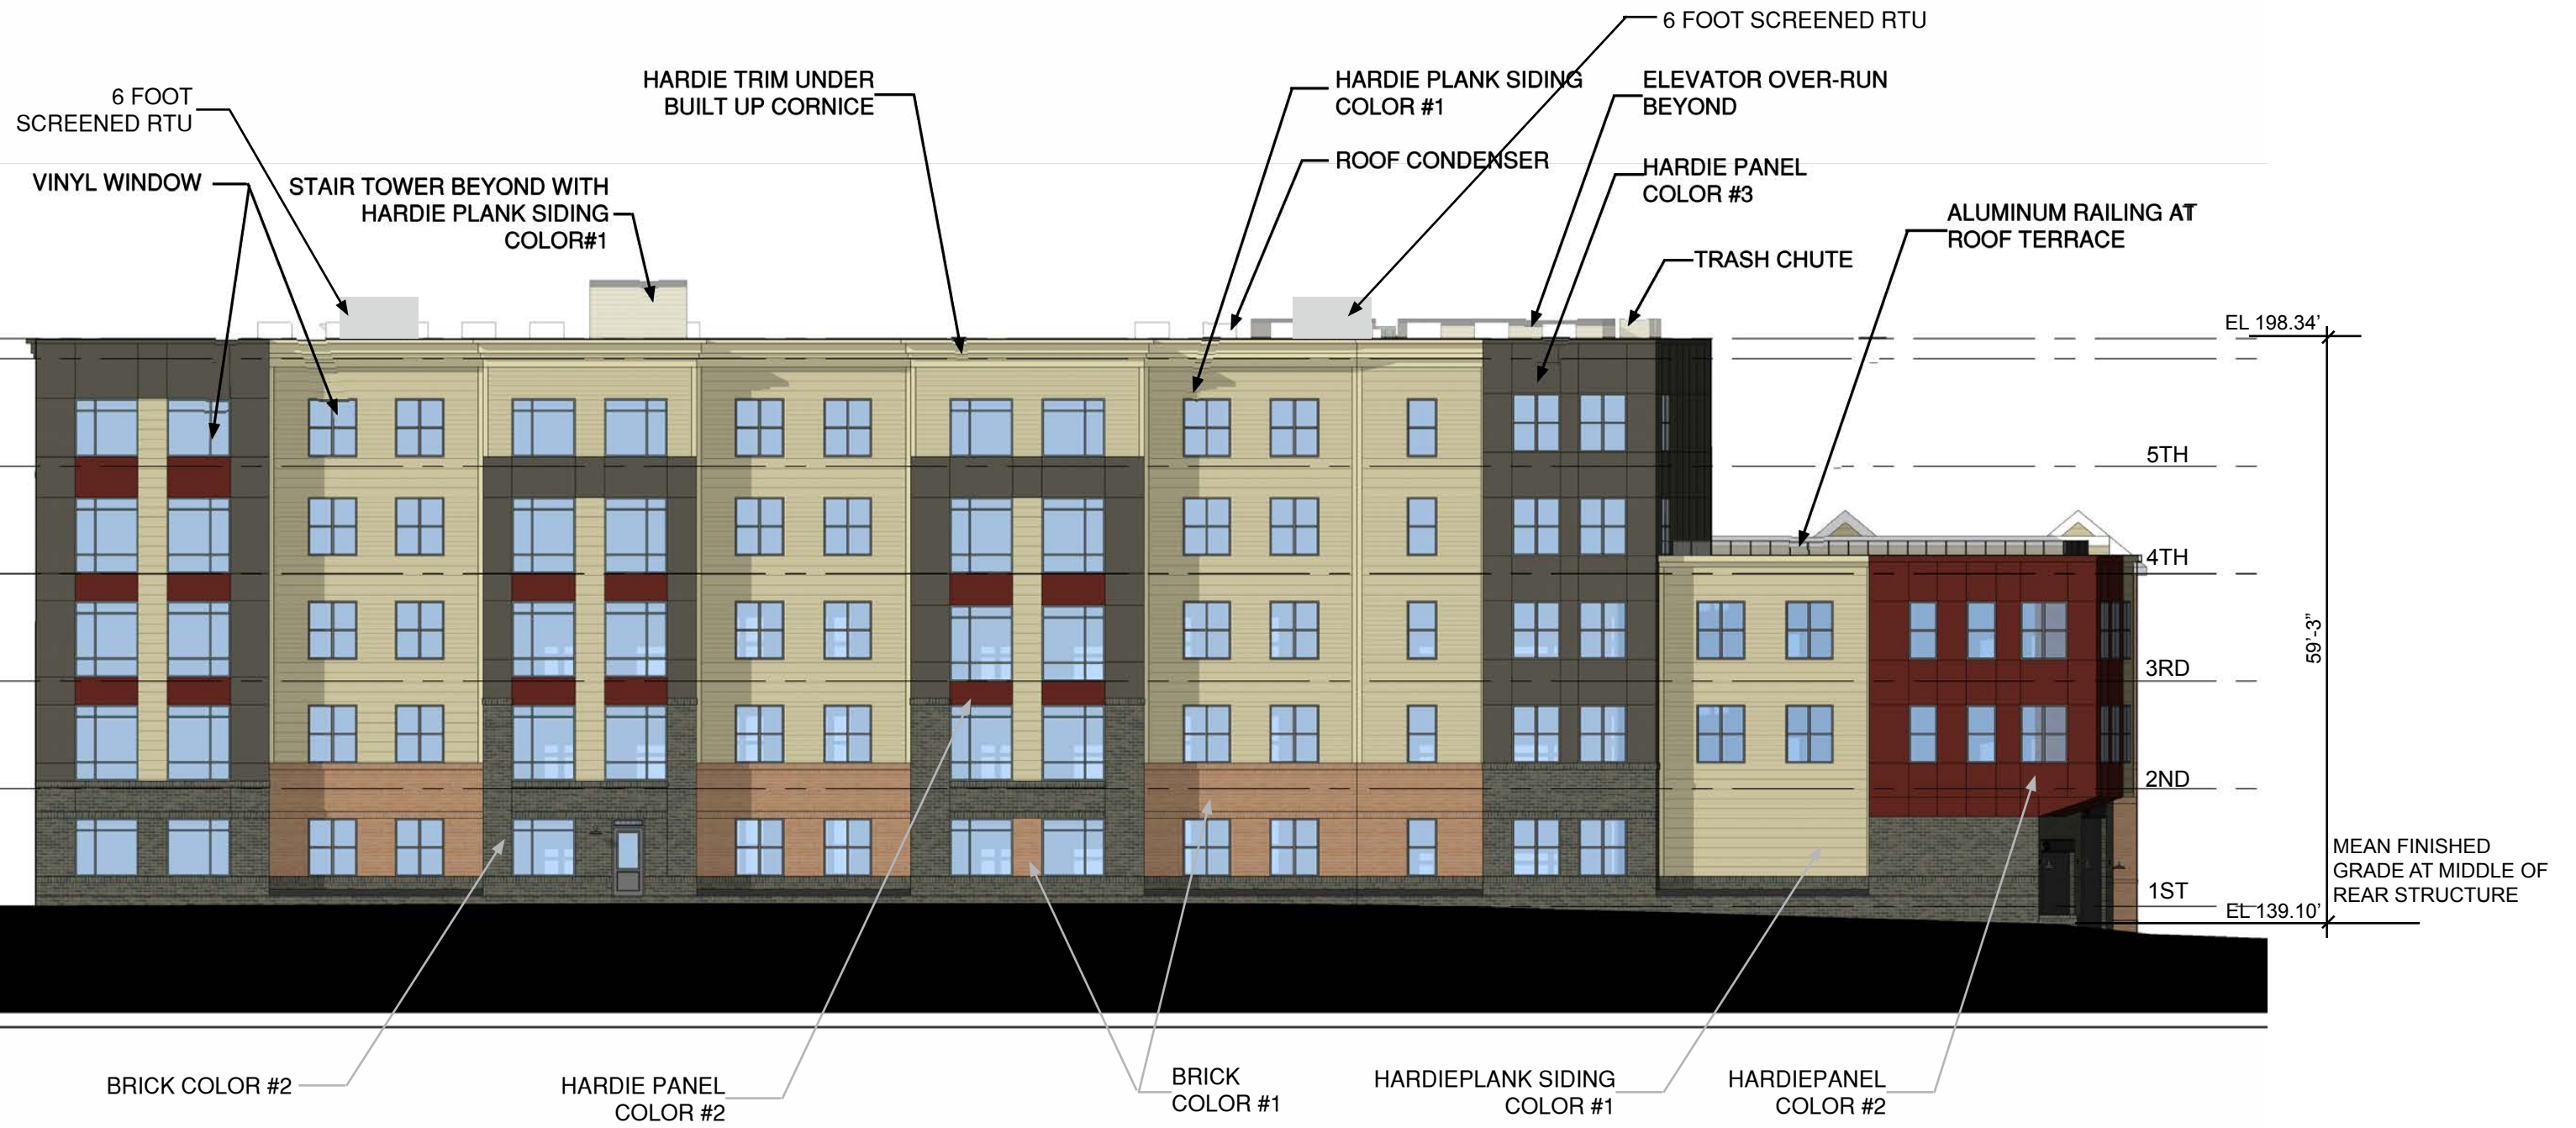 6 FOOT SCREENED RTU
HARDIE TRIM UNDER
BUILT UP CORNICE
HARDIE PLANK SIDING
COLOR #1
ELEVATOR OVER-RUN
BEYOND
6 FOOT
SCREENED RTU
ROOF CONDENSER
HARDIE PANEL
COLOR #3
VINYL WINDOW
STAIR TOWER BEYOND WITH
HARDIE PLANK SIDING
COLOR#1
ALUMINUM RAILING AT
ROOF TERRACE
TRASH CHUTE
EL 198.34'
5TH
4TH
59'-3"
3RD
2ND
MEAN FINISHED
GRADE AT MIDDLE OF
REAR STRUCTURE
1ST
EL 139.10'
BRICK COLOR #2
HARDIE PANEL
COLOR #2
BRICK
COLOR #1
HARDIEPLANK SIDING
COLOR #1
HARDIEPANEL
COLOR #2